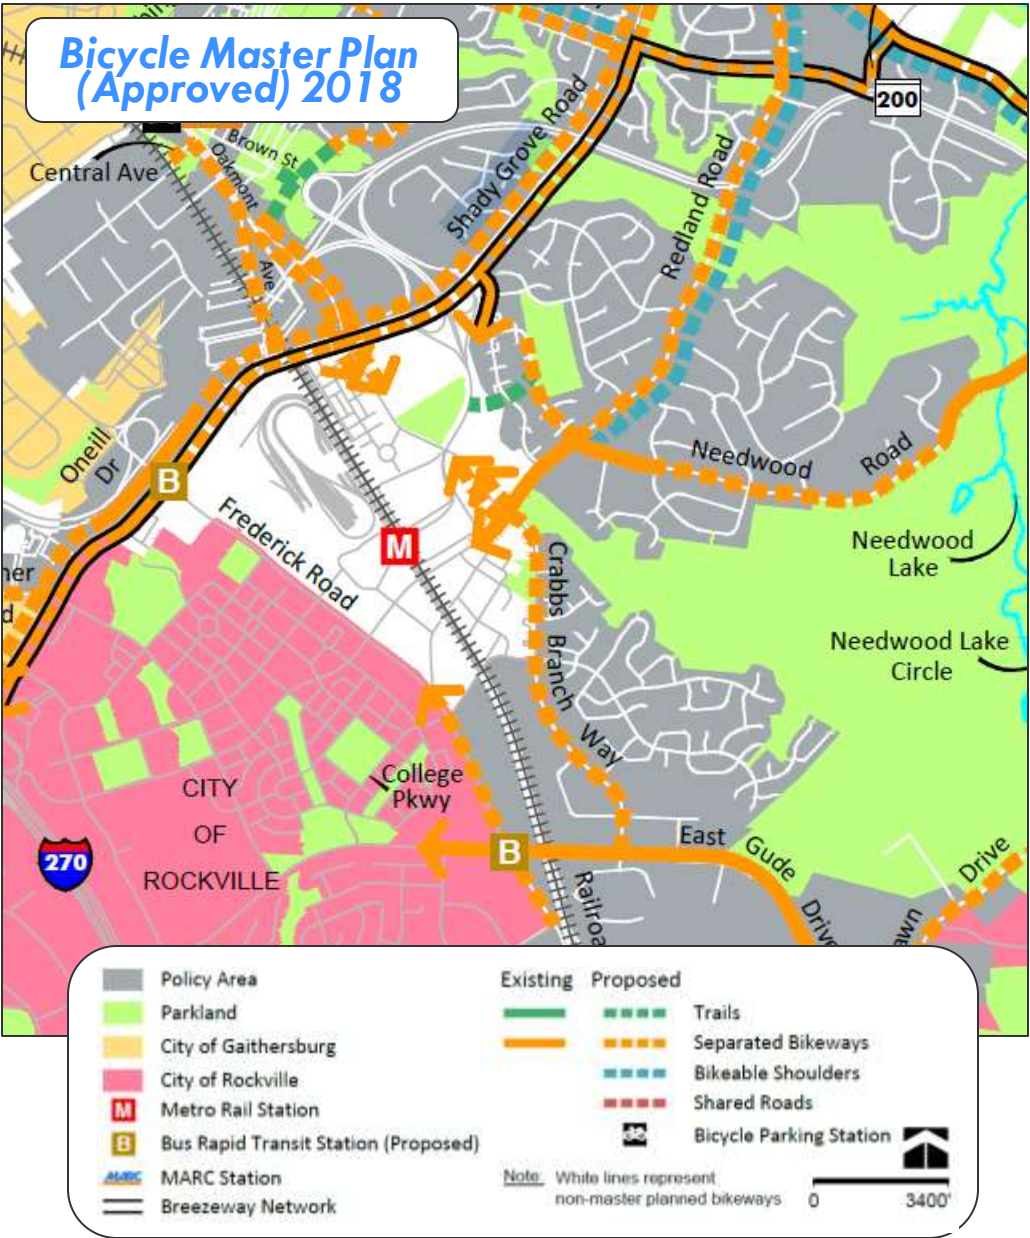 Bicycle Master Plan
(Approved) 2018
200
Brown St
Central Ave
Oakmont
Ave
Shady Grove Road
Redland Road
Oneill
Dr
B
Needwood
Road
Frederick Road
M
Needwood
Lake
Crabbs Branch Way
Needwood Lake
Circle
CITY
OF
ROCKVILLE
College
Pkwy
270
B
East
Gude
Drive
Drive
Policy Area
Parkland
City of Gaithersburg
City of Rockville
M Metro Rail Station
B Bus Rapid Transit Station (Proposed)
MARC MARC Station
Breezeway Network
Existing Proposed
Trails
Separated Bikeways
Bikeable Shoulders
Shared Roads
Bicycle Parking Station
Note: White lines represent
non-master planned bikeways
0 3400'